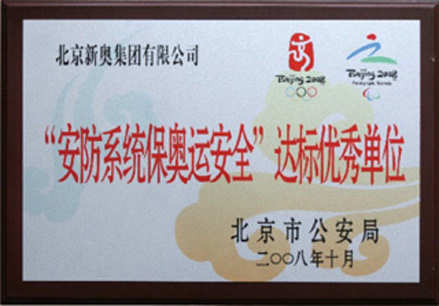 北京新奥集团有限公司
Beijing 2008
Beijing 2008
Paralympic Games
“安防系统保奥运安全”达标优秀单位
北京市公安局
二〇〇八年十月